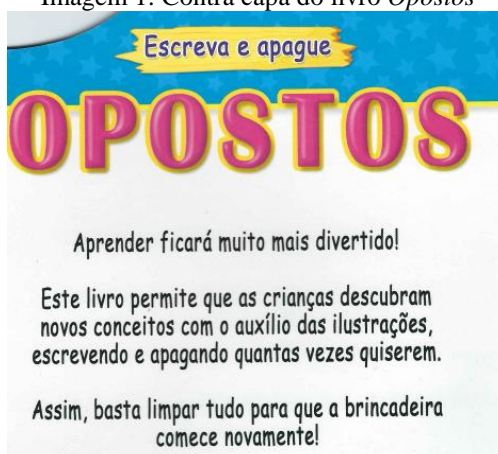 Imagem 1: Contra capa do livro Opostos
Escreva e apague
OPOSTOS
Aprender ficará muito mais divertido!
Este livro permite que as crianças descubram
novos conceitos com o auxílio das ilustrações,
escrevendo e apagando quantas vezes quiserem.
Assim, basta limpar tudo para que a brincadeira
comece novamente!